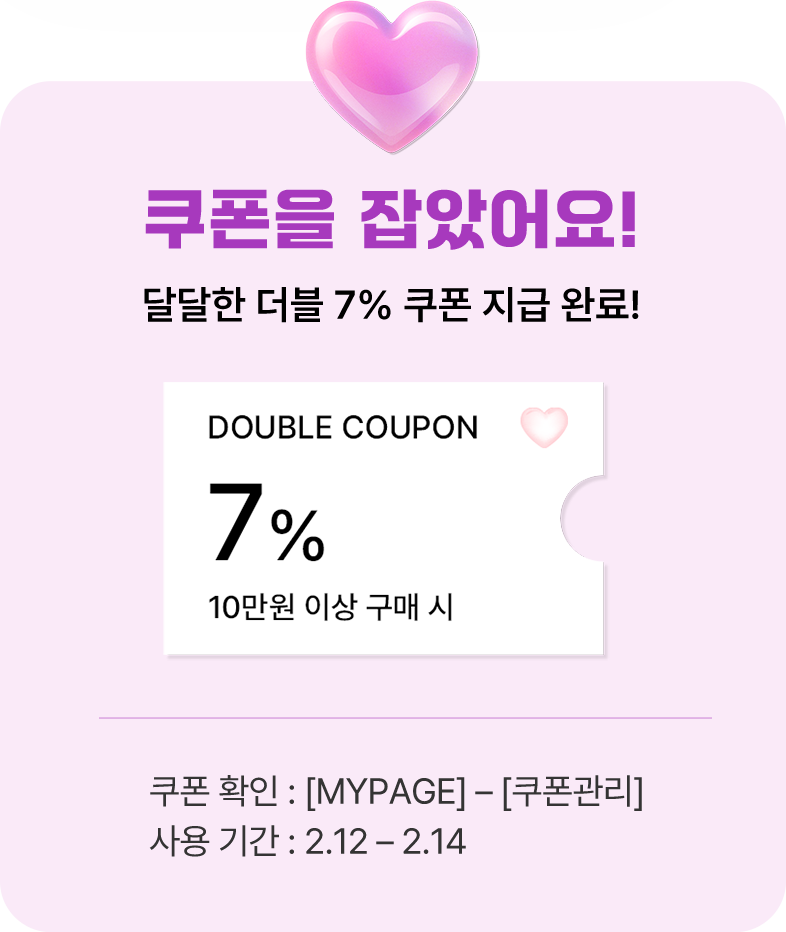 쿠폰을 잡았어요!
달달한 더블 7% 쿠폰 지급 완료!
DOUBLE COUPON
7%
10만원 이상 구매 시
쿠폰 확인 : [MYPAGE] – [쿠폰관리]
사용 기간 : 2.12 – 2.14